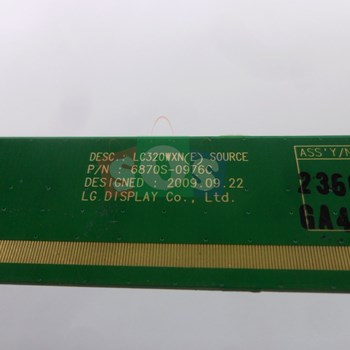 DESC.: LC320WXN(E) SOURCE
P/N : 6870S-0976C
DESIGNED : 2009.09.22
LG DISPLAY Co., Ltd.
ASS'Y/N
236
GA4